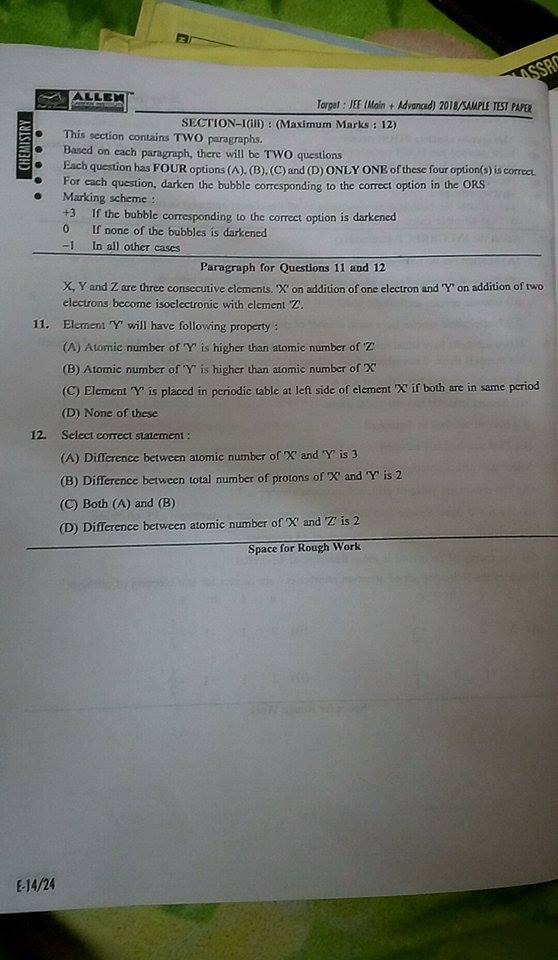 ASSRO
ALLEN
Target : JEE (Main + Advanced) 2018/SAMPLE TEST PAPER
CHEMISTRY
SECTION–I(iii) : (Maximum Marks : 12)
• This section contains TWO paragraphs.
• Based on each paragraph, there will be TWO questions
• Each question has FOUR options (A), (B), (C) and (D) ONLY ONE of these four option(s) is correct.
• For each question, darken the bubble corresponding to the correct option in the ORS
• Marking scheme :
+3 If the bubble corresponding to the correct option is darkened
0 If none of the bubbles is darkened
–1 In all other cases
Paragraph for Questions 11 and 12
X, Y and Z are three consecutive elements. 'X' on addition of one electron and 'Y' on addition of two
electrons become isoelectronic with element 'Z'.
11. Element 'Y' will have following property :
(A) Atomic number of 'Y' is higher than atomic number of 'Z'
(B) Atomic number of 'Y' is higher than atomic number of 'X'
(C) Element 'Y' is placed in periodic table at left side of element 'X' if both are in same period
(D) None of these
12. Select correct statement :
(A) Difference between atomic number of 'X' and 'Y' is 3
(B) Difference between total number of protons of 'X' and 'Y' is 2
(C) Both (A) and (B)
(D) Difference between atomic number of 'X' and 'Z' is 2
Space for Rough Work
E-14/24